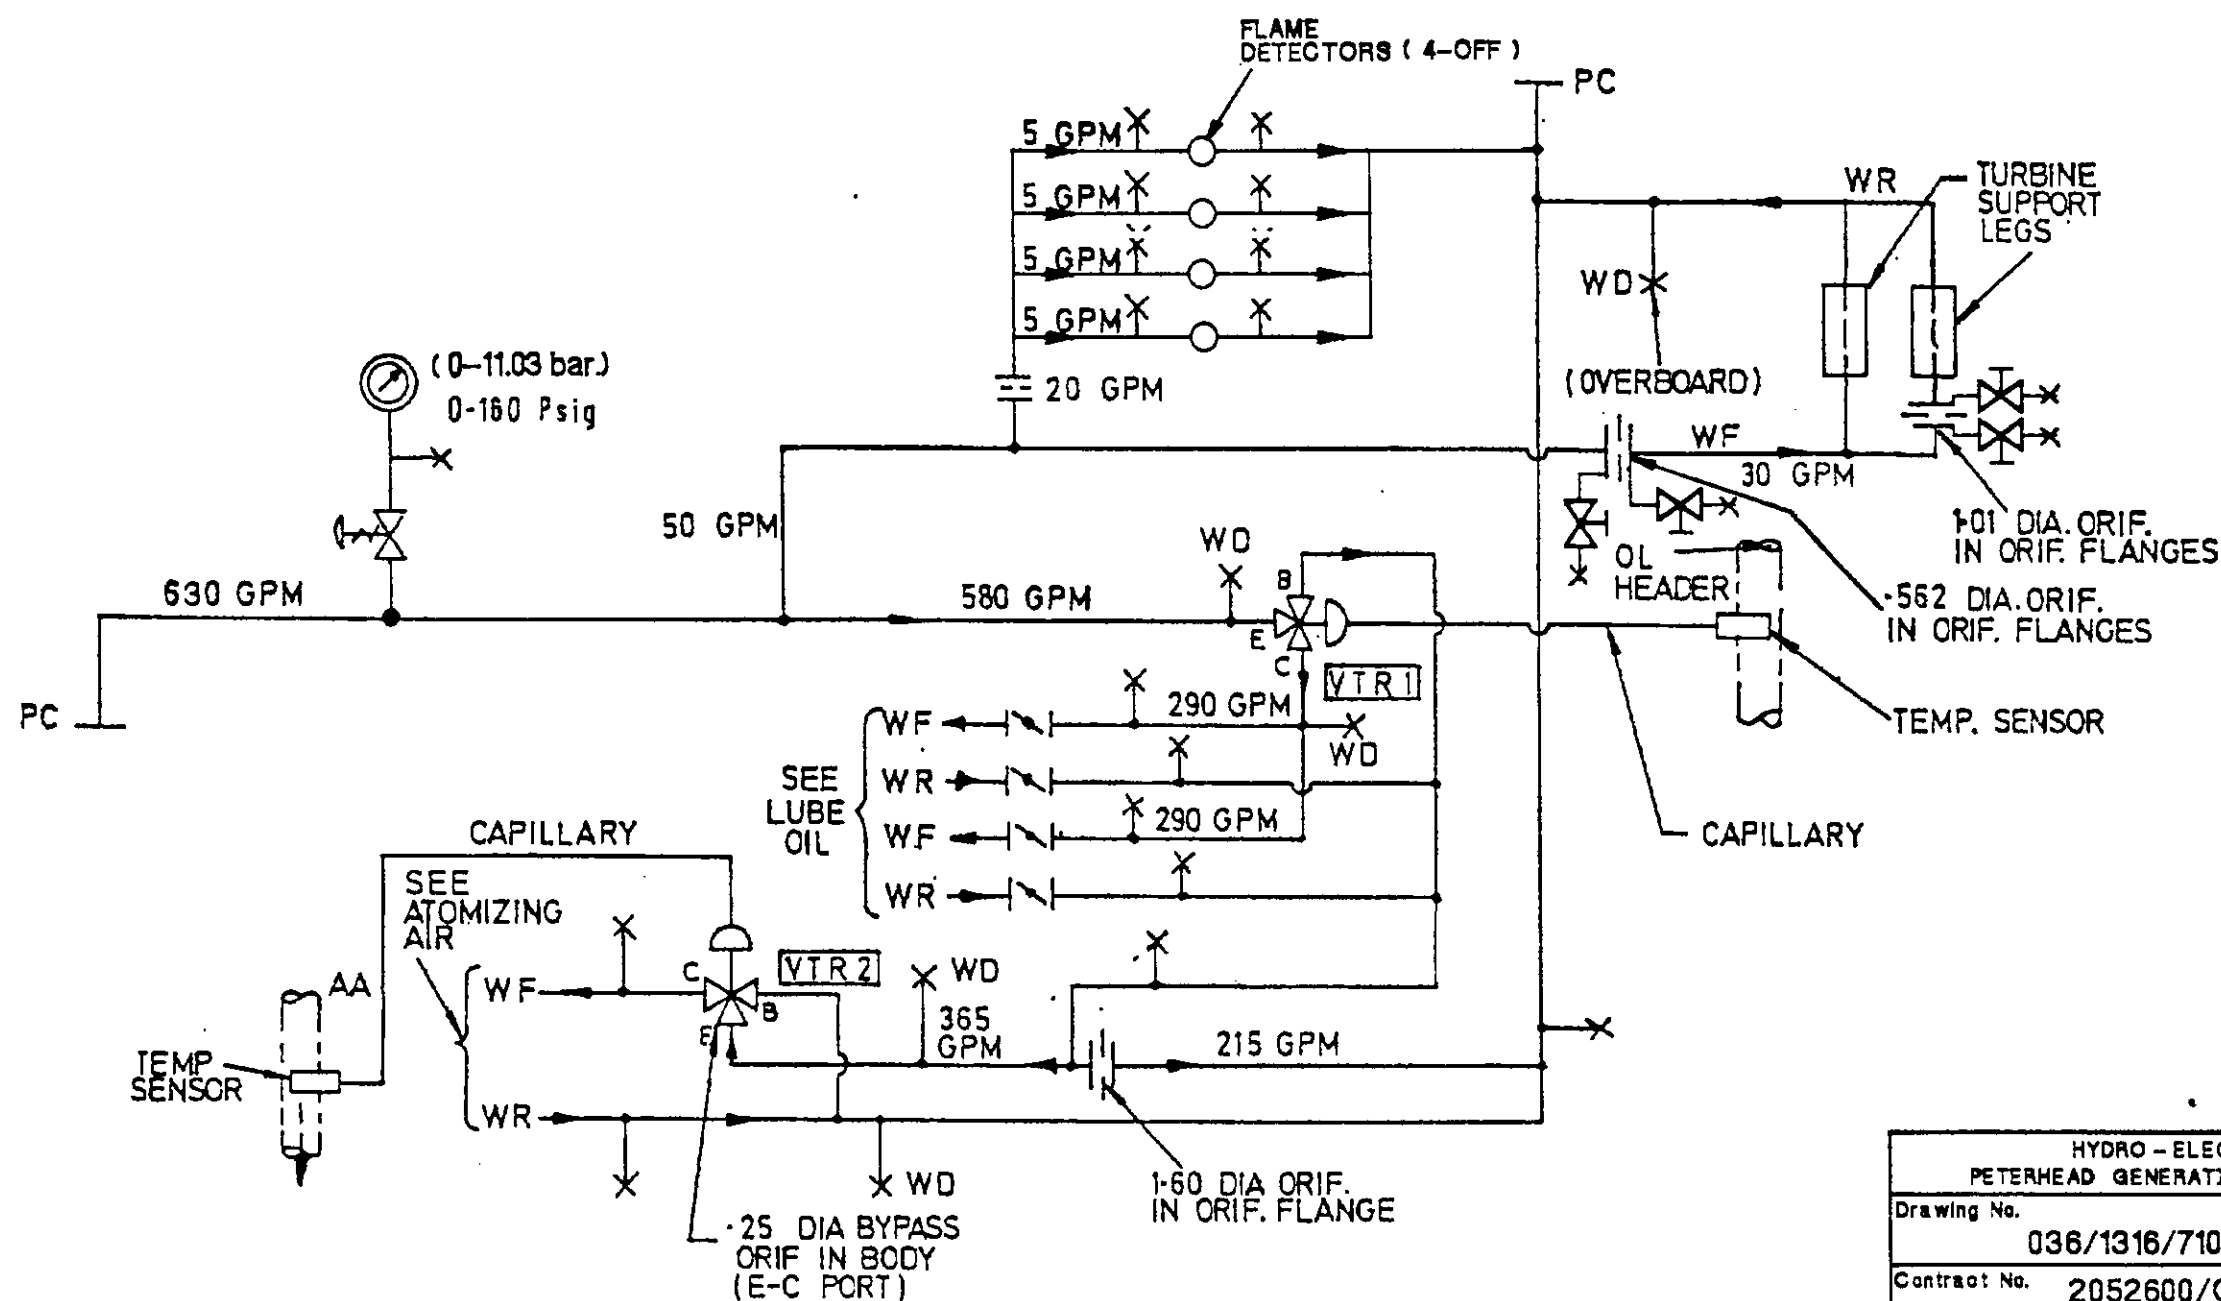 FLAME
DETECTORS ( 4-OFF )
PC
5 GPM
5 GPM
5 GPM
5 GPM
20 GPM
WR
TURBINE
SUPPORT
LEGS
WD
(OVERBOARD)
(0-11.03 bar.)
0-160 Psig
WF
30 GPM
50 GPM
1·01 DIA. ORIF.
IN ORIF. FLANGES
OL
HEADER
·562 DIA. ORIF.
IN ORIF. FLANGES
630 GPM
580 GPM
WD
B
E
C
VTR 1
PC
TEMP. SENSOR
WF
290 GPM
WD
WR
SEE
LUBE
OIL
WF
290 GPM
WR
CAPILLARY
CAPILLARY
SEE
ATOMIZING
AIR
AA
C
VTR 2
B
E
WF
WD
365
GPM
215 GPM
TEMP
SENSOR
WR
WD
1·60 DIA ORIF.
IN ORIF. FLANGE
·25 DIA BYPASS
ORIF IN BODY
(E-C PORT)
HYDRO - ELE
PETERHEAD GENERAT
Drawing No.
036/1316/710
Contract No. 2052600/